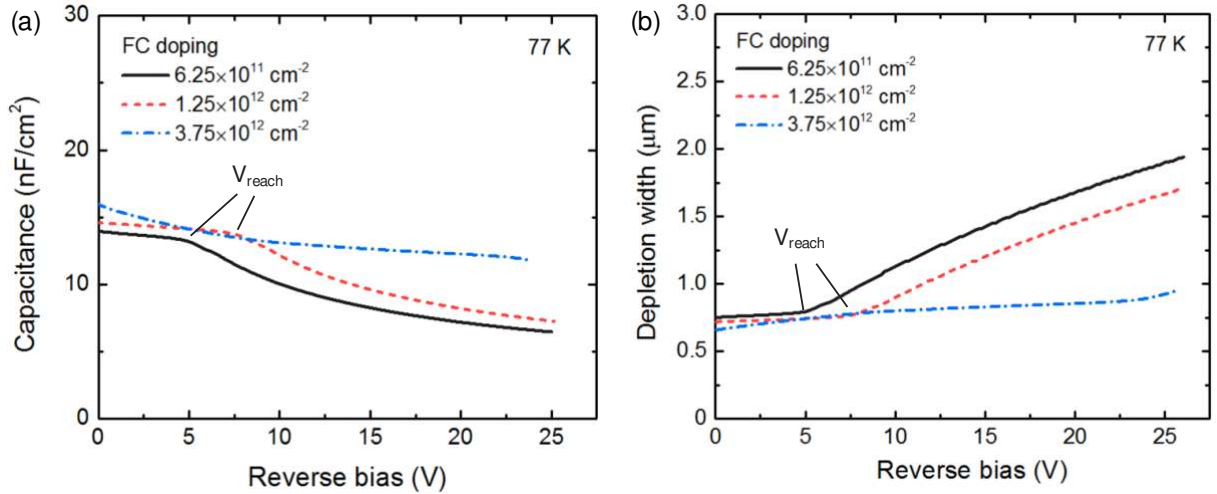 (a)
FC doping
77 K
6.25×10¹¹ cm⁻²
1.25×10¹² cm⁻²
3.75×10¹² cm⁻²
V_reach
Capacitance (nF/cm²)
30
20
10
0
0 5 10 15 20 25
Reverse bias (V)
(b)
FC doping
77 K
6.25×10¹¹ cm⁻²
1.25×10¹² cm⁻²
3.75×10¹² cm⁻²
V_reach
Depletion width (μm)
3.0
2.5
2.0
1.5
1.0
0.5
0
0 5 10 15 20 25
Reverse bias (V)